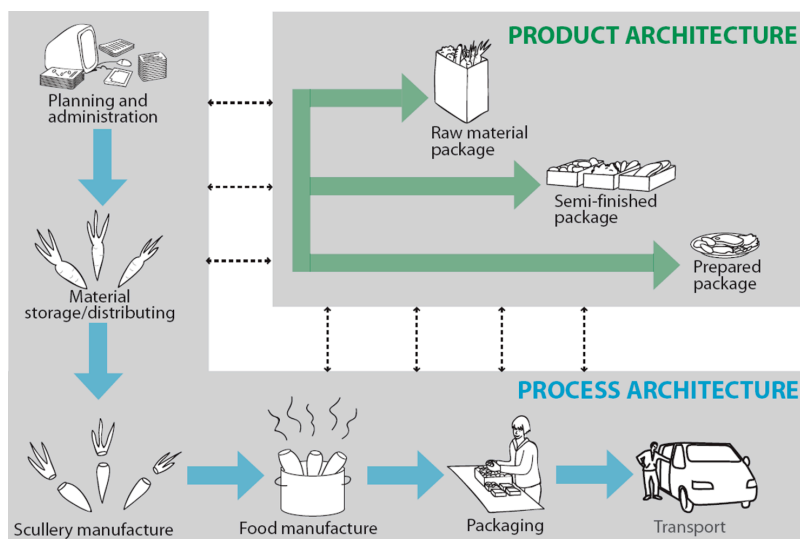 PRODUCT ARCHITECTURE
Planning and
administration
Raw material
package
Semi-finished
package
Prepared
package
Material
storage/distributing
PROCESS ARCHITECTURE
Scullery manufacture
Food manufacture
Packaging
Transport